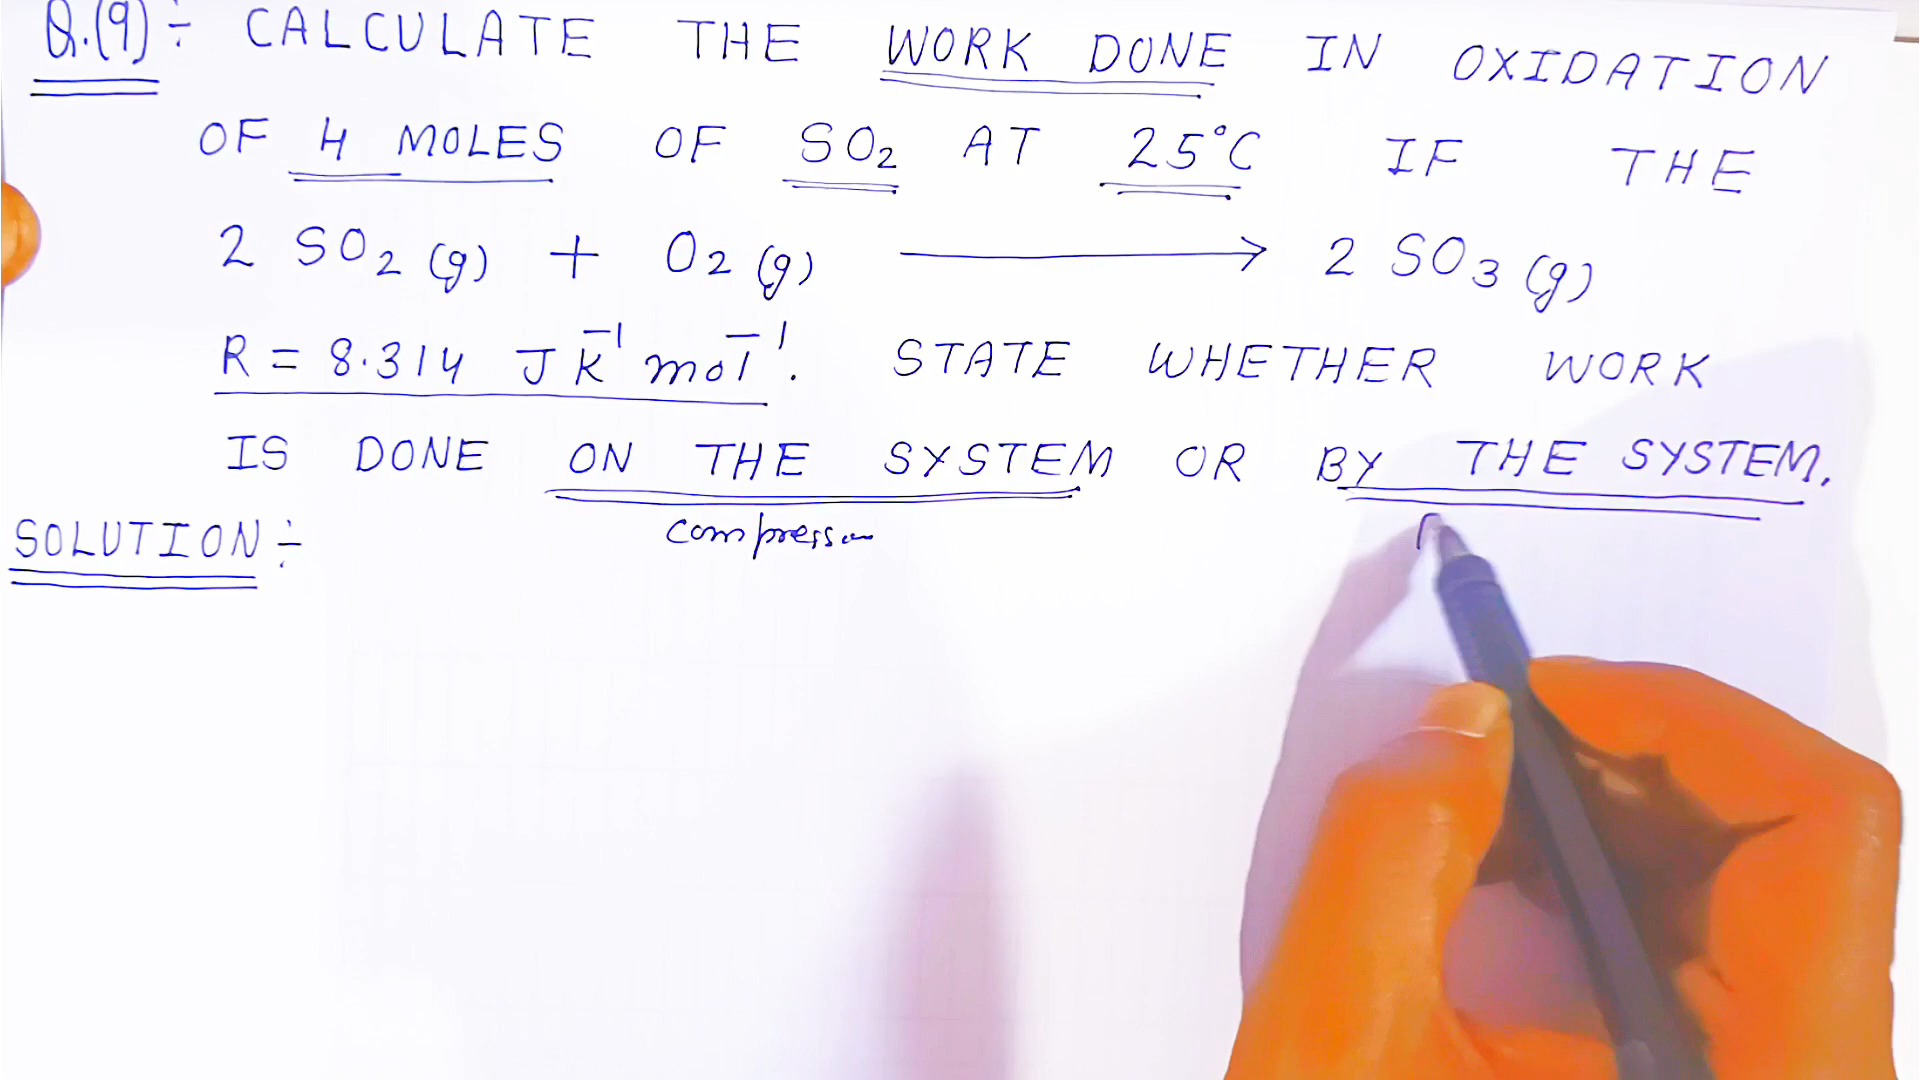 Q.(9)÷ CALCULATE THE WORK DONE IN OXIDATION
OF 4 MOLES OF SO₂ AT 25°C IF THE
2 SO₂ (g) + O₂ (g) ⟶ 2 SO₃ (g)
R = 8.314 J K⁻¹ mol⁻¹. STATE WHETHER WORK
IS DONE ON THE SYSTEM OR BY THE SYSTEM.
SOLUTION÷